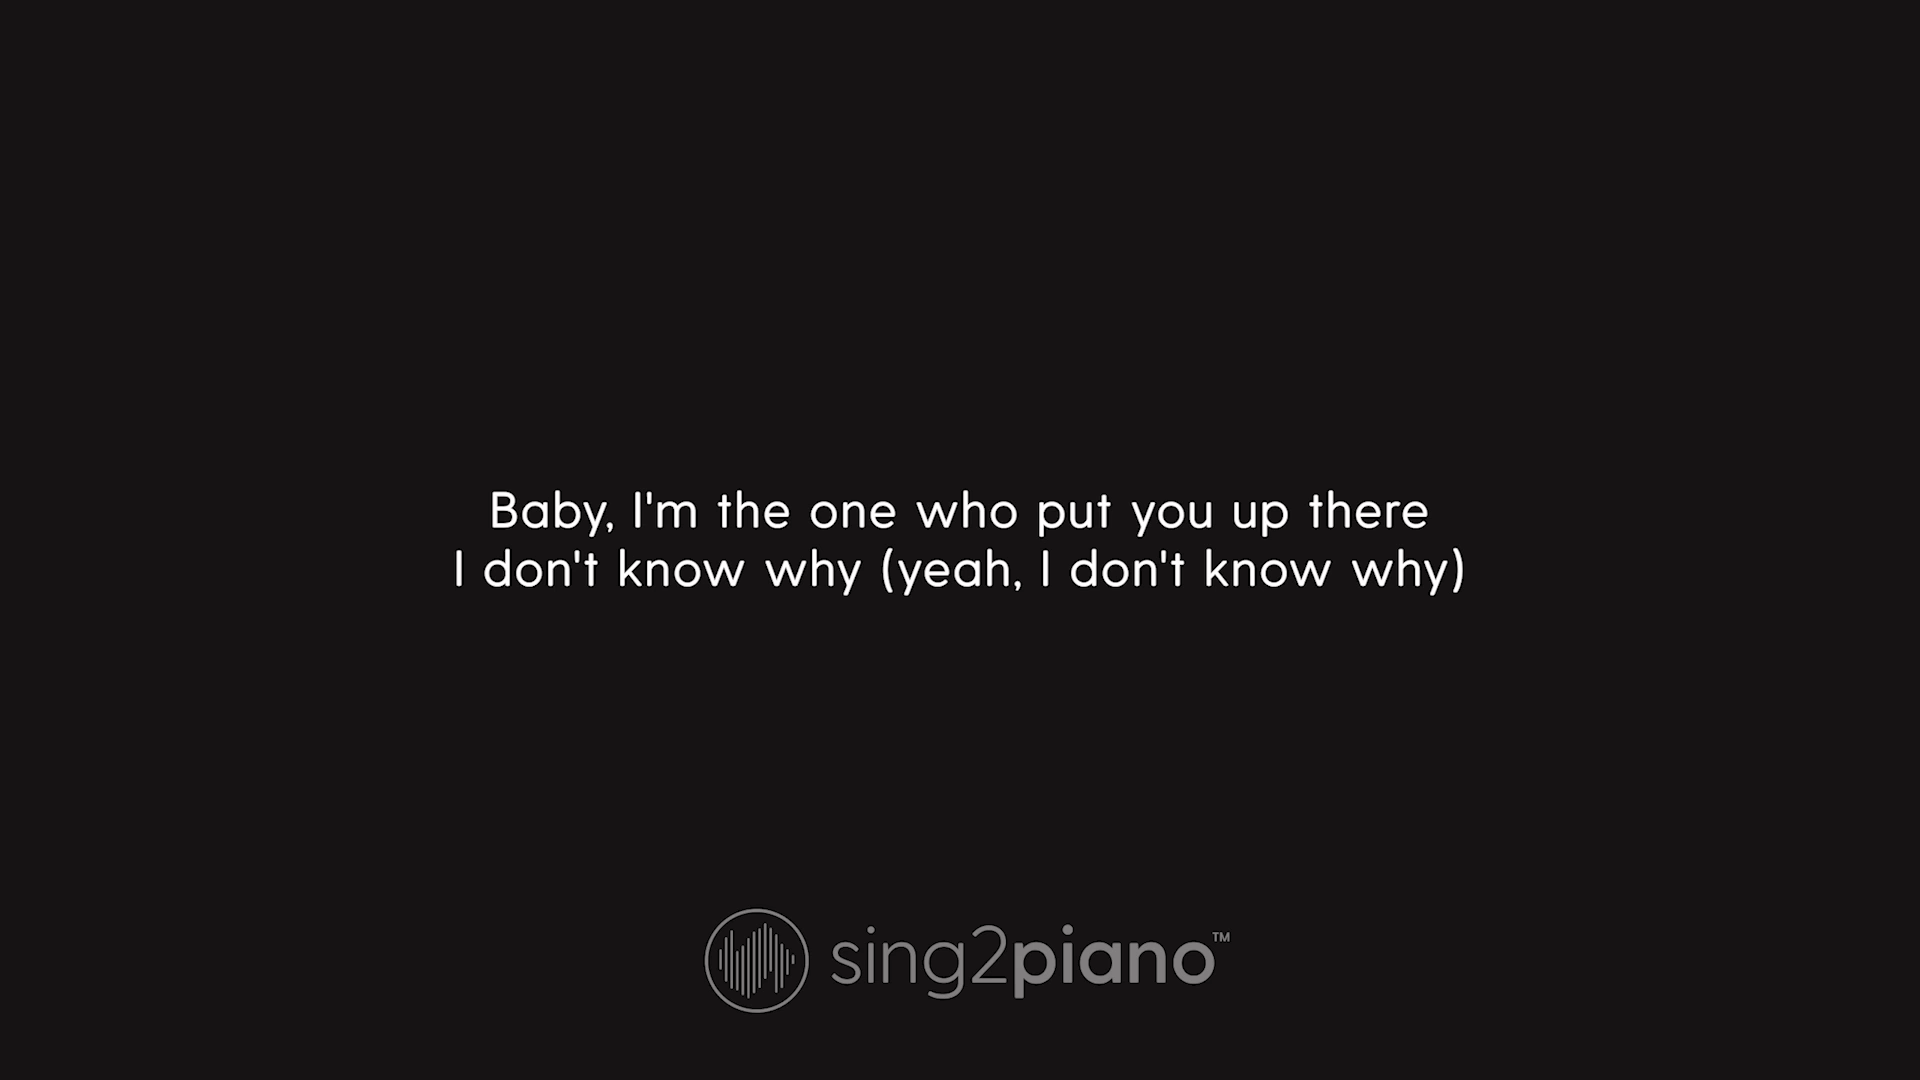 Baby, I'm the one who put you up there
I don't know why (yeah, I don't know why)
sing2piano™